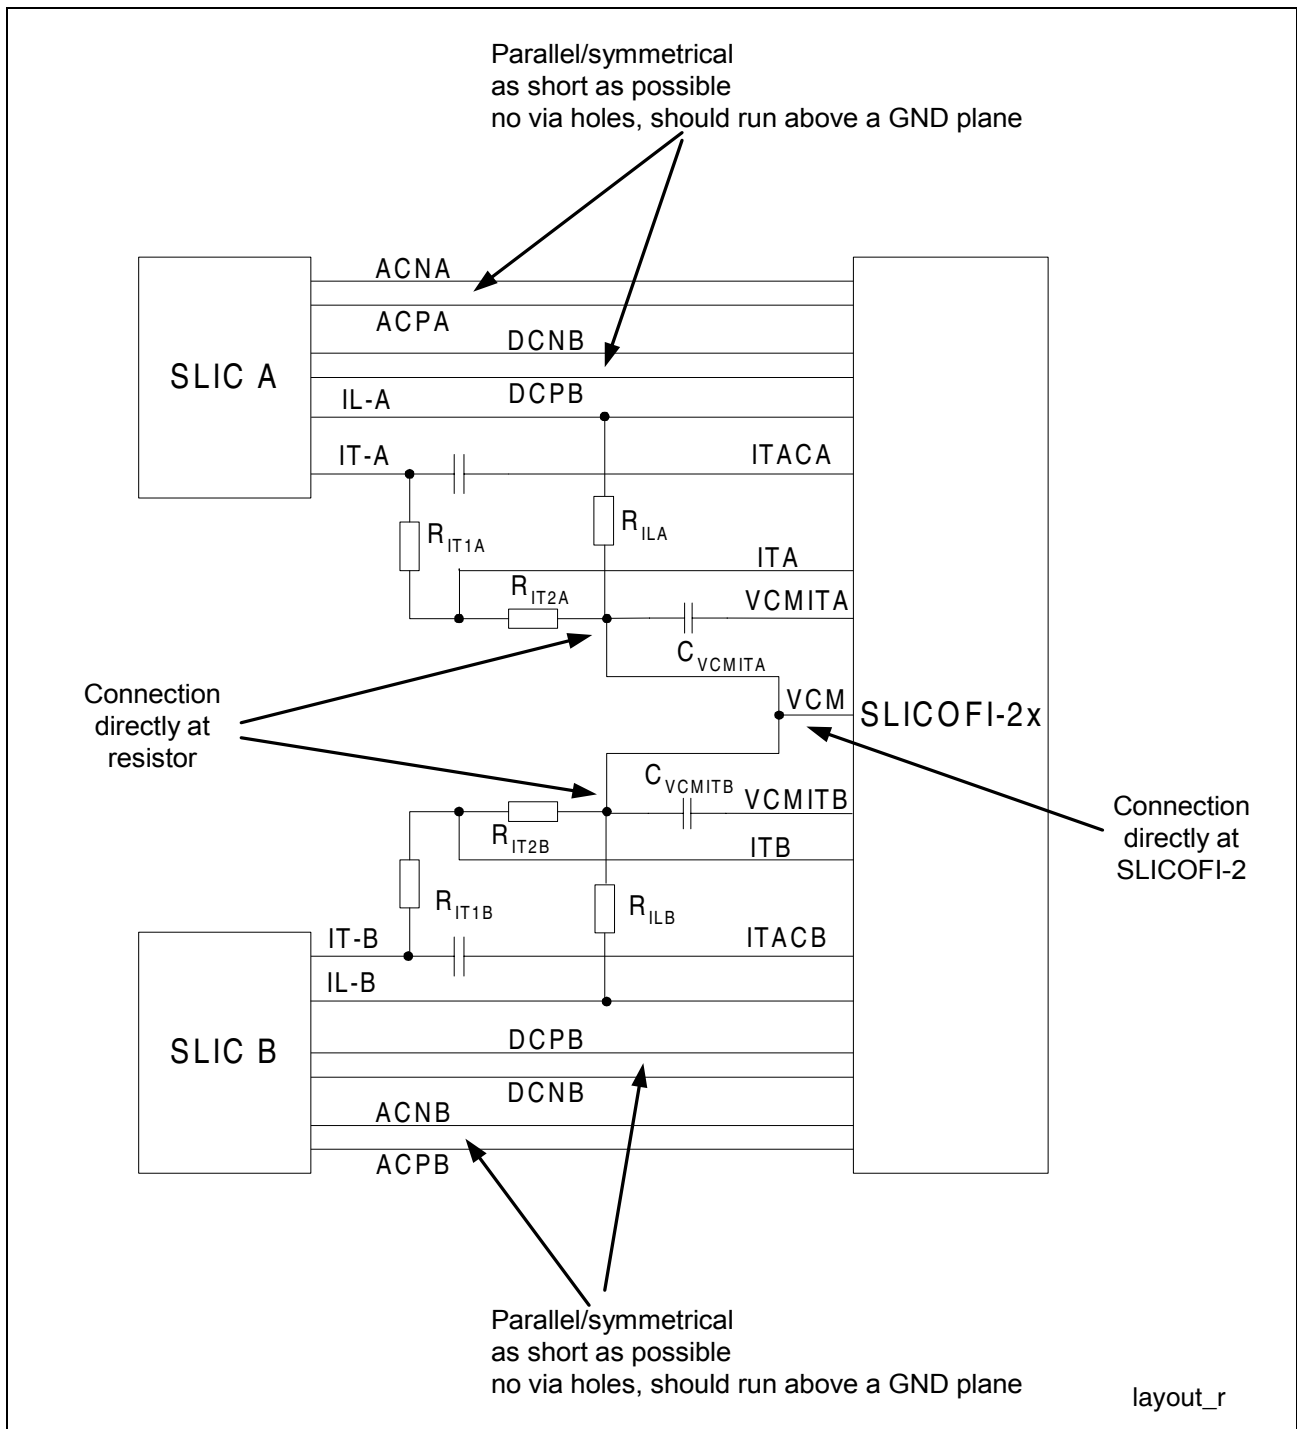 Parallel/symmetrical
as short as possible
no via holes, should run above a GND plane
ACNA
ACPA
DCNB
SLIC A
DCPB
IL-A
IT-A
ITACA
RIT1A
RILA
ITA
RIT2A
VCMITA
CVCMITA
Connection
directly at
resistor
VCM
SLICOFI-2x
CVCMITB
VCMITB
Connection
directly at
SLICOFI-2
RIT2B
ITB
RIT1B
RILB
IT-B
ITACB
IL-B
SLIC B
DCPB
DCNB
ACNB
ACPB
Parallel/symmetrical
as short as possible
no via holes, should run above a GND plane
layout_r